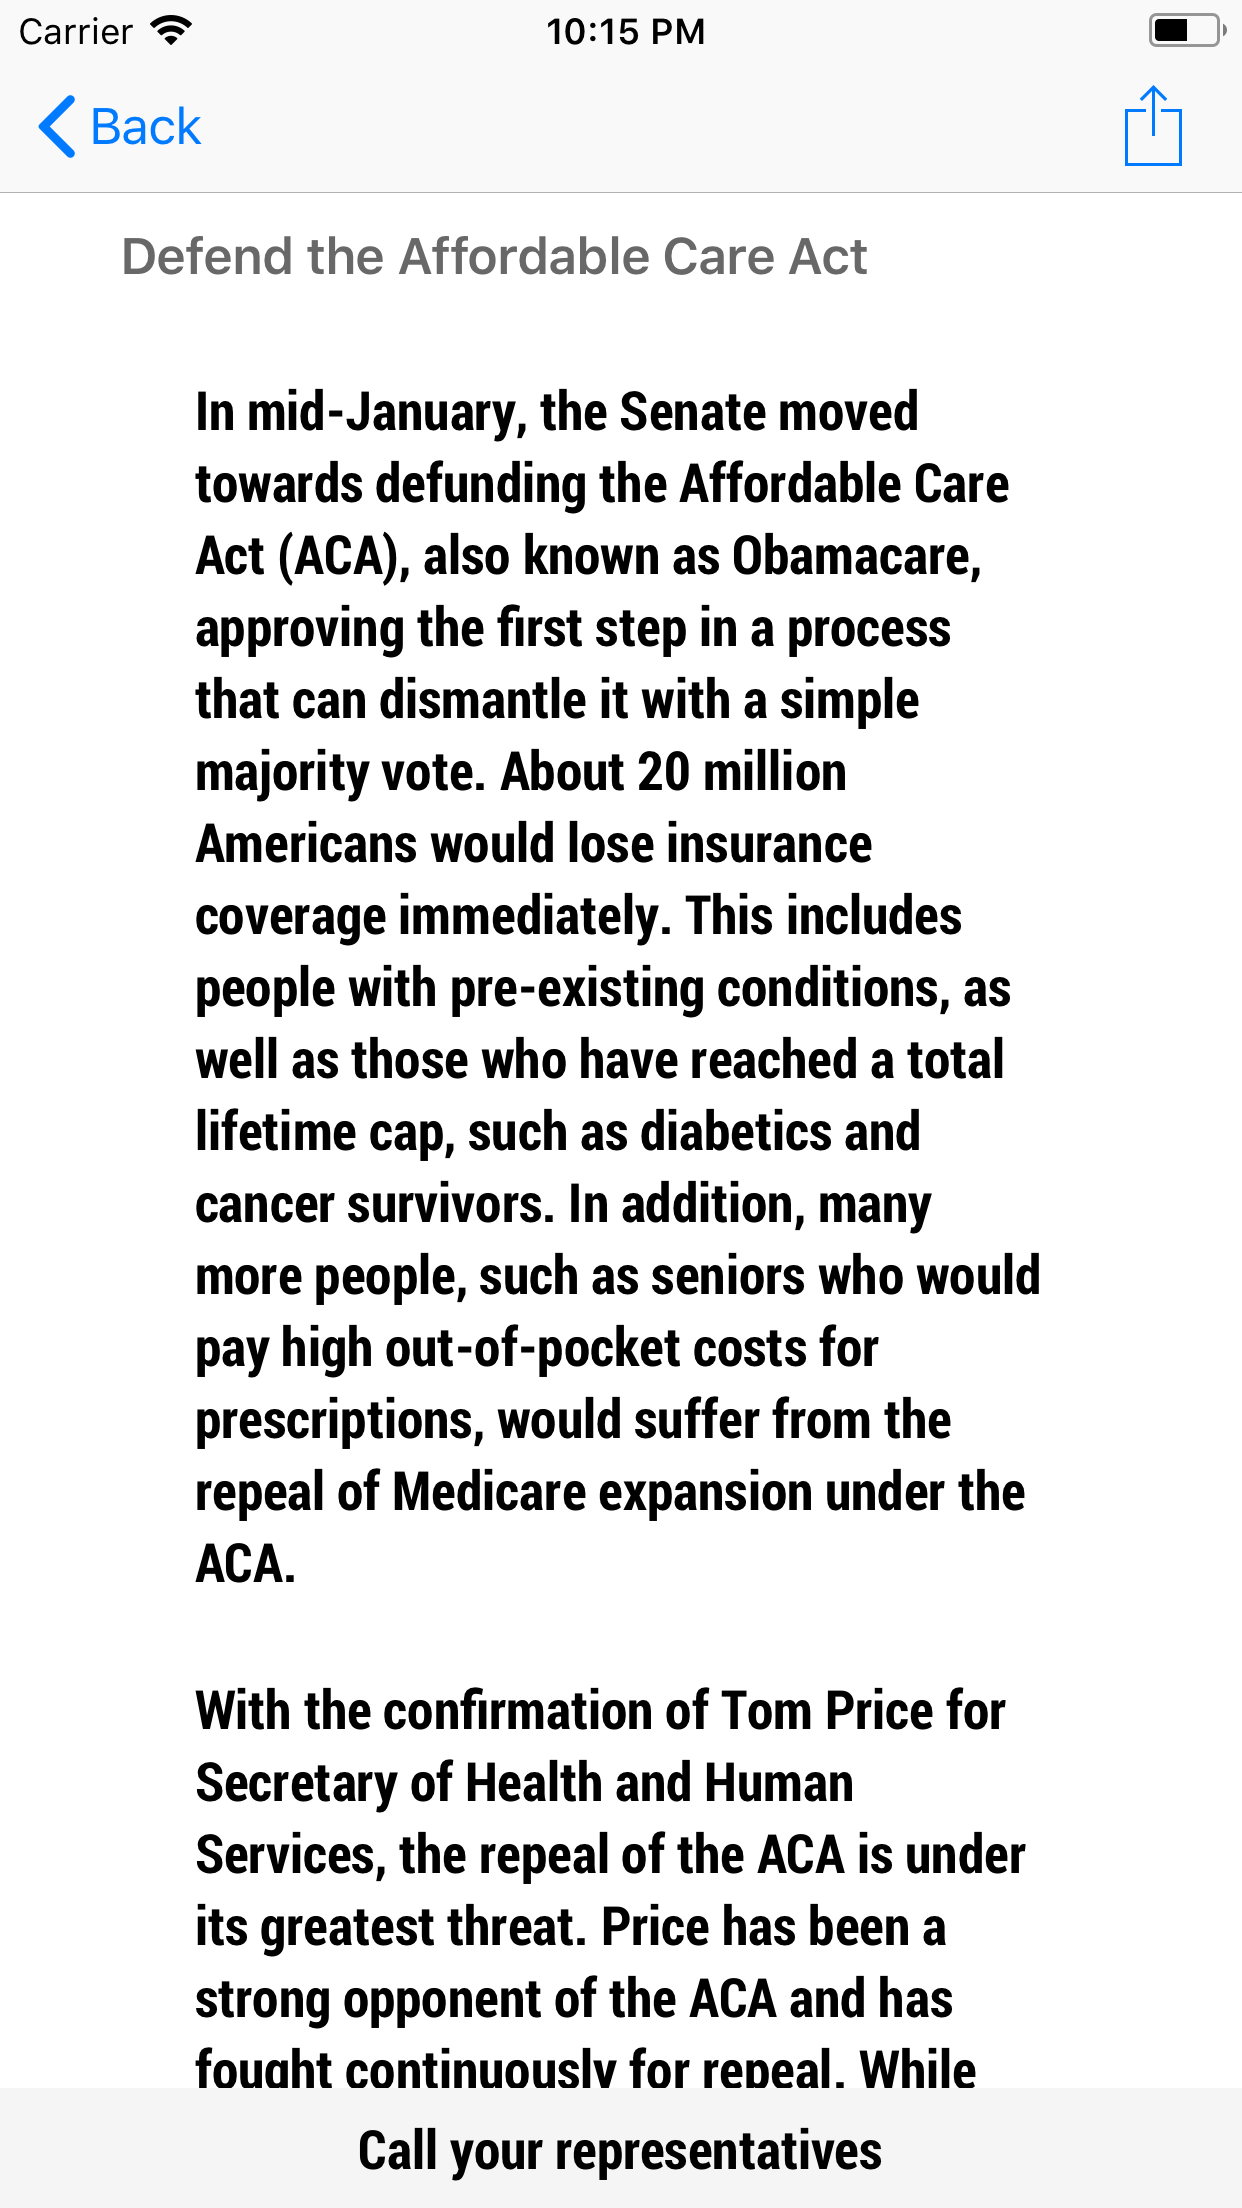 Carrier 10:15 PM
Back
Defend the Affordable Care Act
In mid-January, the Senate moved
towards defunding the Affordable Care
Act (ACA), also known as Obamacare,
approving the first step in a process
that can dismantle it with a simple
majority vote. About 20 million
Americans would lose insurance
coverage immediately. This includes
people with pre-existing conditions, as
well as those who have reached a total
lifetime cap, such as diabetics and
cancer survivors. In addition, many
more people, such as seniors who would
pay high out-of-pocket costs for
prescriptions, would suffer from the
repeal of Medicare expansion under the
ACA.
With the confirmation of Tom Price for
Secretary of Health and Human
Services, the repeal of the ACA is under
its greatest threat. Price has been a
strong opponent of the ACA and has
fought continuously for repeal. While
Call your representatives